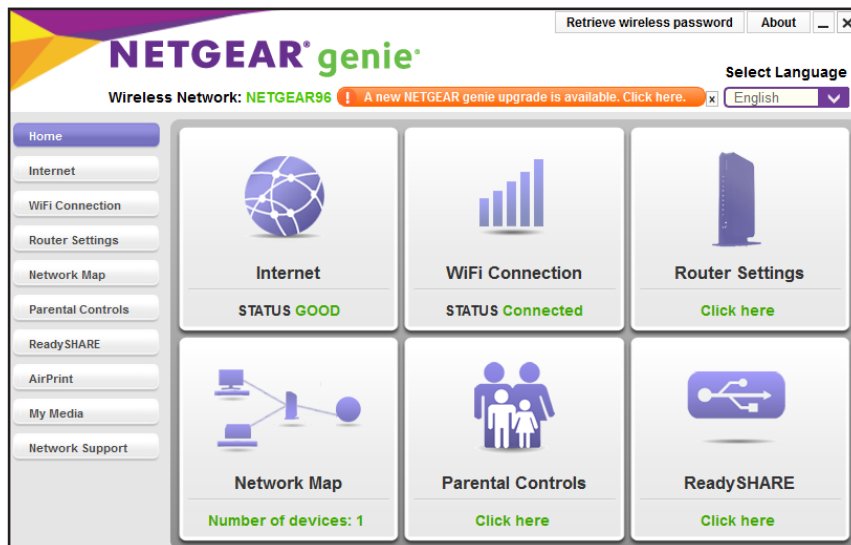 Retrieve wireless password
About
NETGEAR® genie®
Select Language
Wireless Network: NETGEAR96
! A new NETGEAR genie upgrade is available. Click here.
x
English
Home
Internet
WiFi Connection
Router Settings
Network Map
Parental Controls
ReadySHARE
AirPrint
My Media
Network Support
Internet
STATUS GOOD
WiFi Connection
STATUS Connected
Router Settings
Click here
Network Map
Number of devices: 1
Parental Controls
Click here
ReadySHARE
Click here